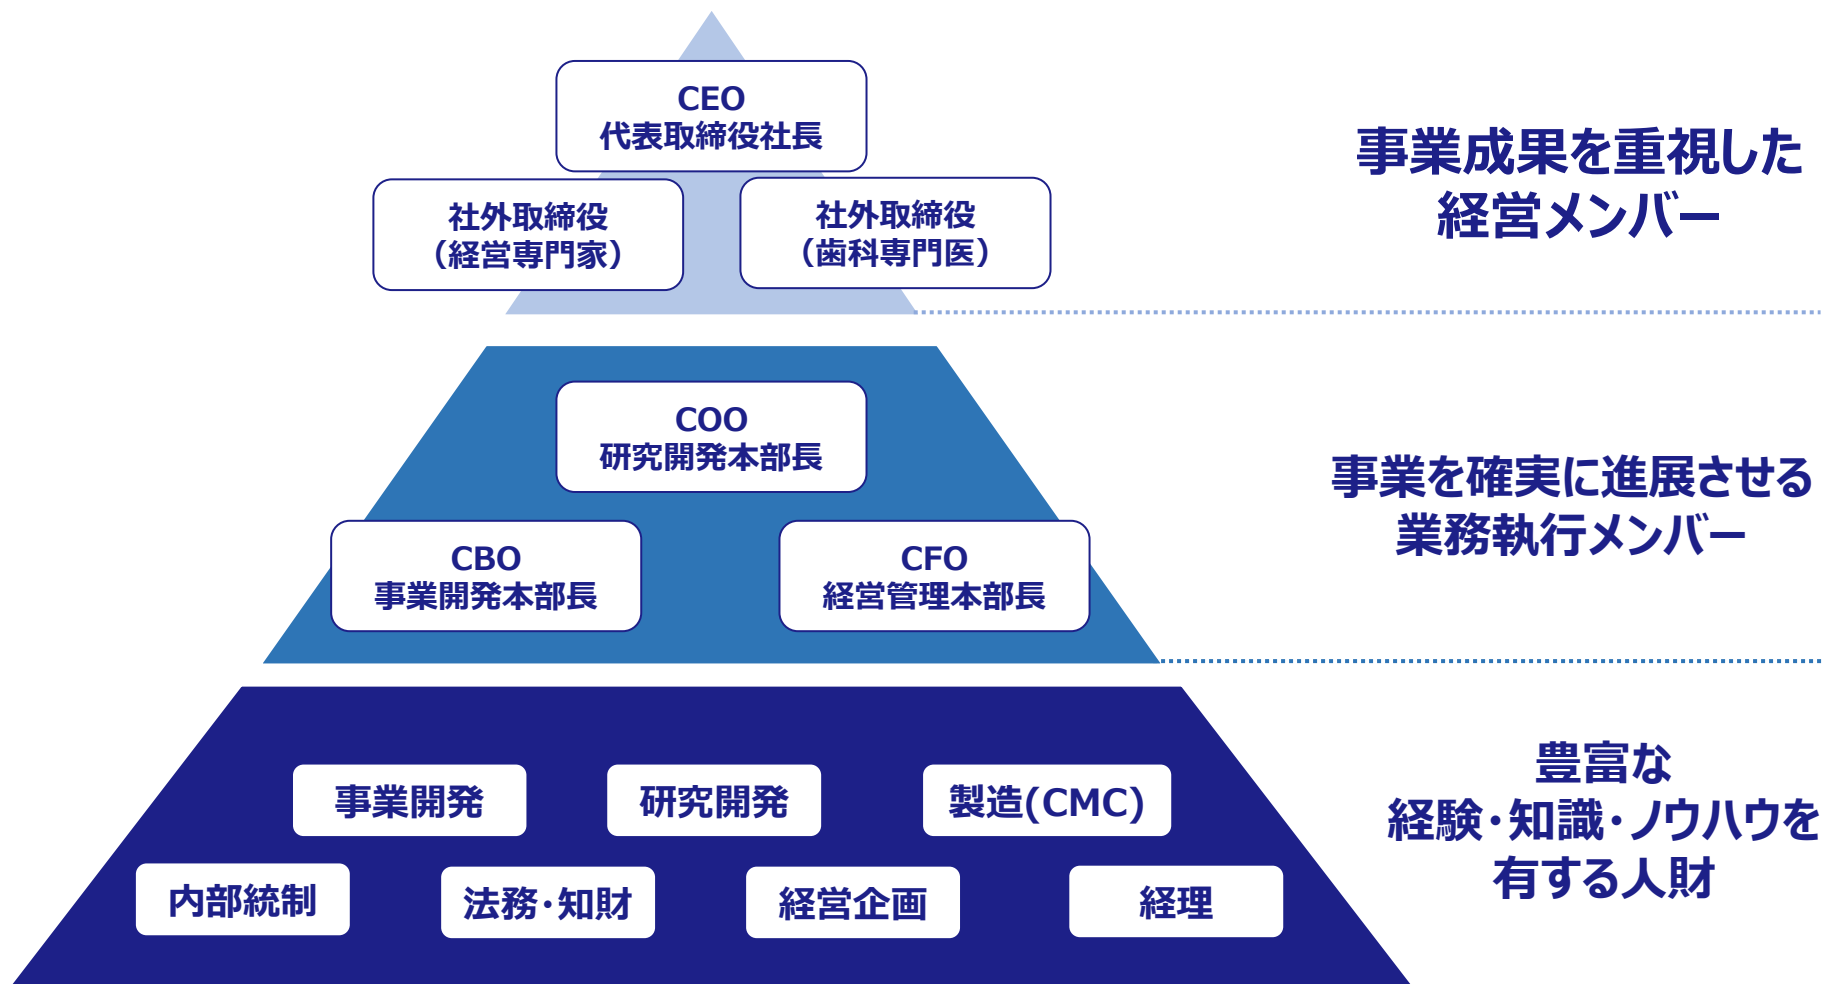 CEO
代表取締役社長
社外取締役
（経営専門家）
社外取締役
（歯科専門医）
事業成果を重視した
経営メンバー
COO
研究開発本部長
CBO
事業開発本部長
CFO
経営管理本部長
事業を確実に進展させる
業務執行メンバー
事業開発
研究開発
製造(CMC)
内部統制
法務・知財
経営企画
経理
豊富な
経験・知識・ノウハウを
有する人財